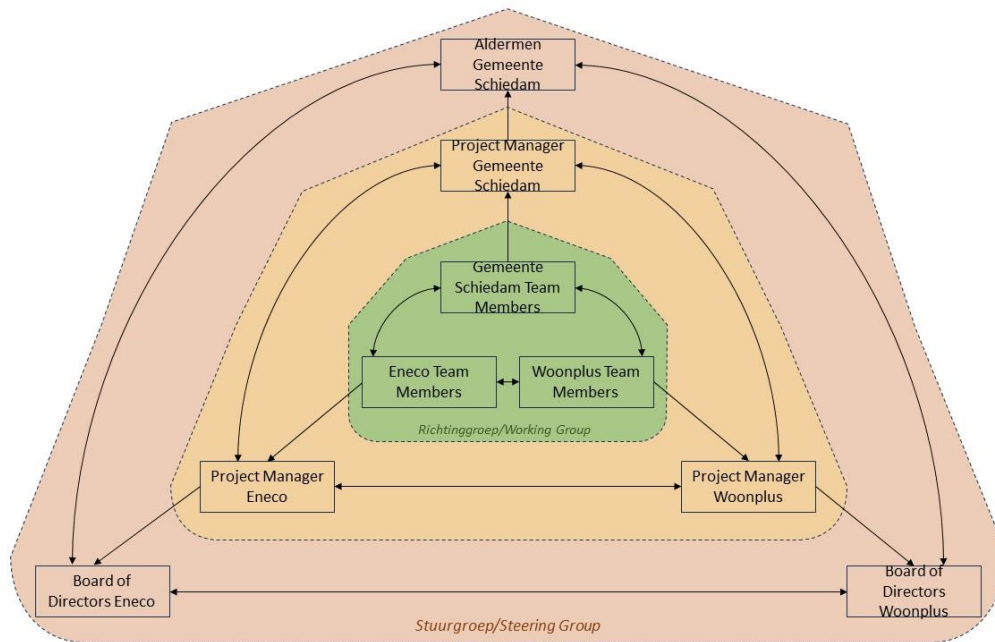 Aldermen
Gemeente
Schiedam
Project Manager
Gemeente
Schiedam
Gemeente
Schiedam Team
Members
Eneco Team
Members
Woonplus Team
Members
Richtinggroep/Working Group
Project Manager
Eneco
Project Manager
Woonplus
Board of
Directors Eneco
Board of
Directors
Woonplus
Stuurgroep/Steering Group